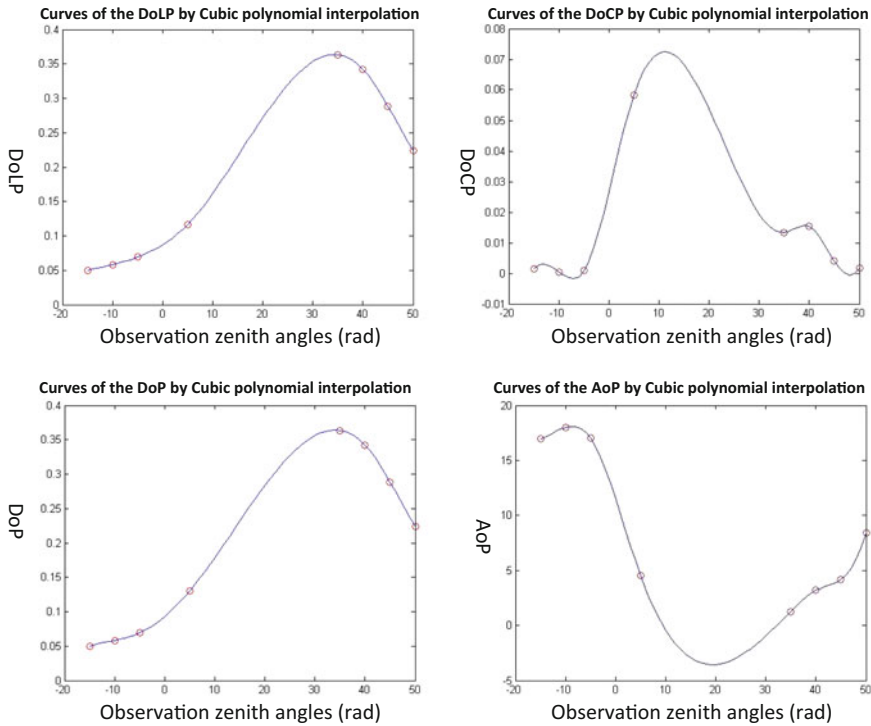 Curves of the DoLP by Cubic polynomial interpolation
0.4
0.35
0.3
0.25
0.2
0.15
0.1
0.05
0
DoLP
-20 -10 0 10 20 30 40 50
Observation zenith angles (rad)
Curves of the DoCP by Cubic polynomial interpolation
0.08
0.07
0.06
0.05
0.04
0.03
0.02
0.01
0
-0.01
DoCP
-20 -10 0 10 20 30 40 50
Observation zenith angles (rad)
Curves of the DoP by Cubic polynomial interpolation
0.4
0.35
0.3
0.25
0.2
0.15
0.1
0.05
0
DoP
-20 -10 0 10 20 30 40 50
Observation zenith angles (rad)
Curves of the AoP by Cubic polynomial interpolation
20
15
10
5
0
-5
AoP
-20 -10 0 10 20 30 40 50
Observation zenith angles (rad)